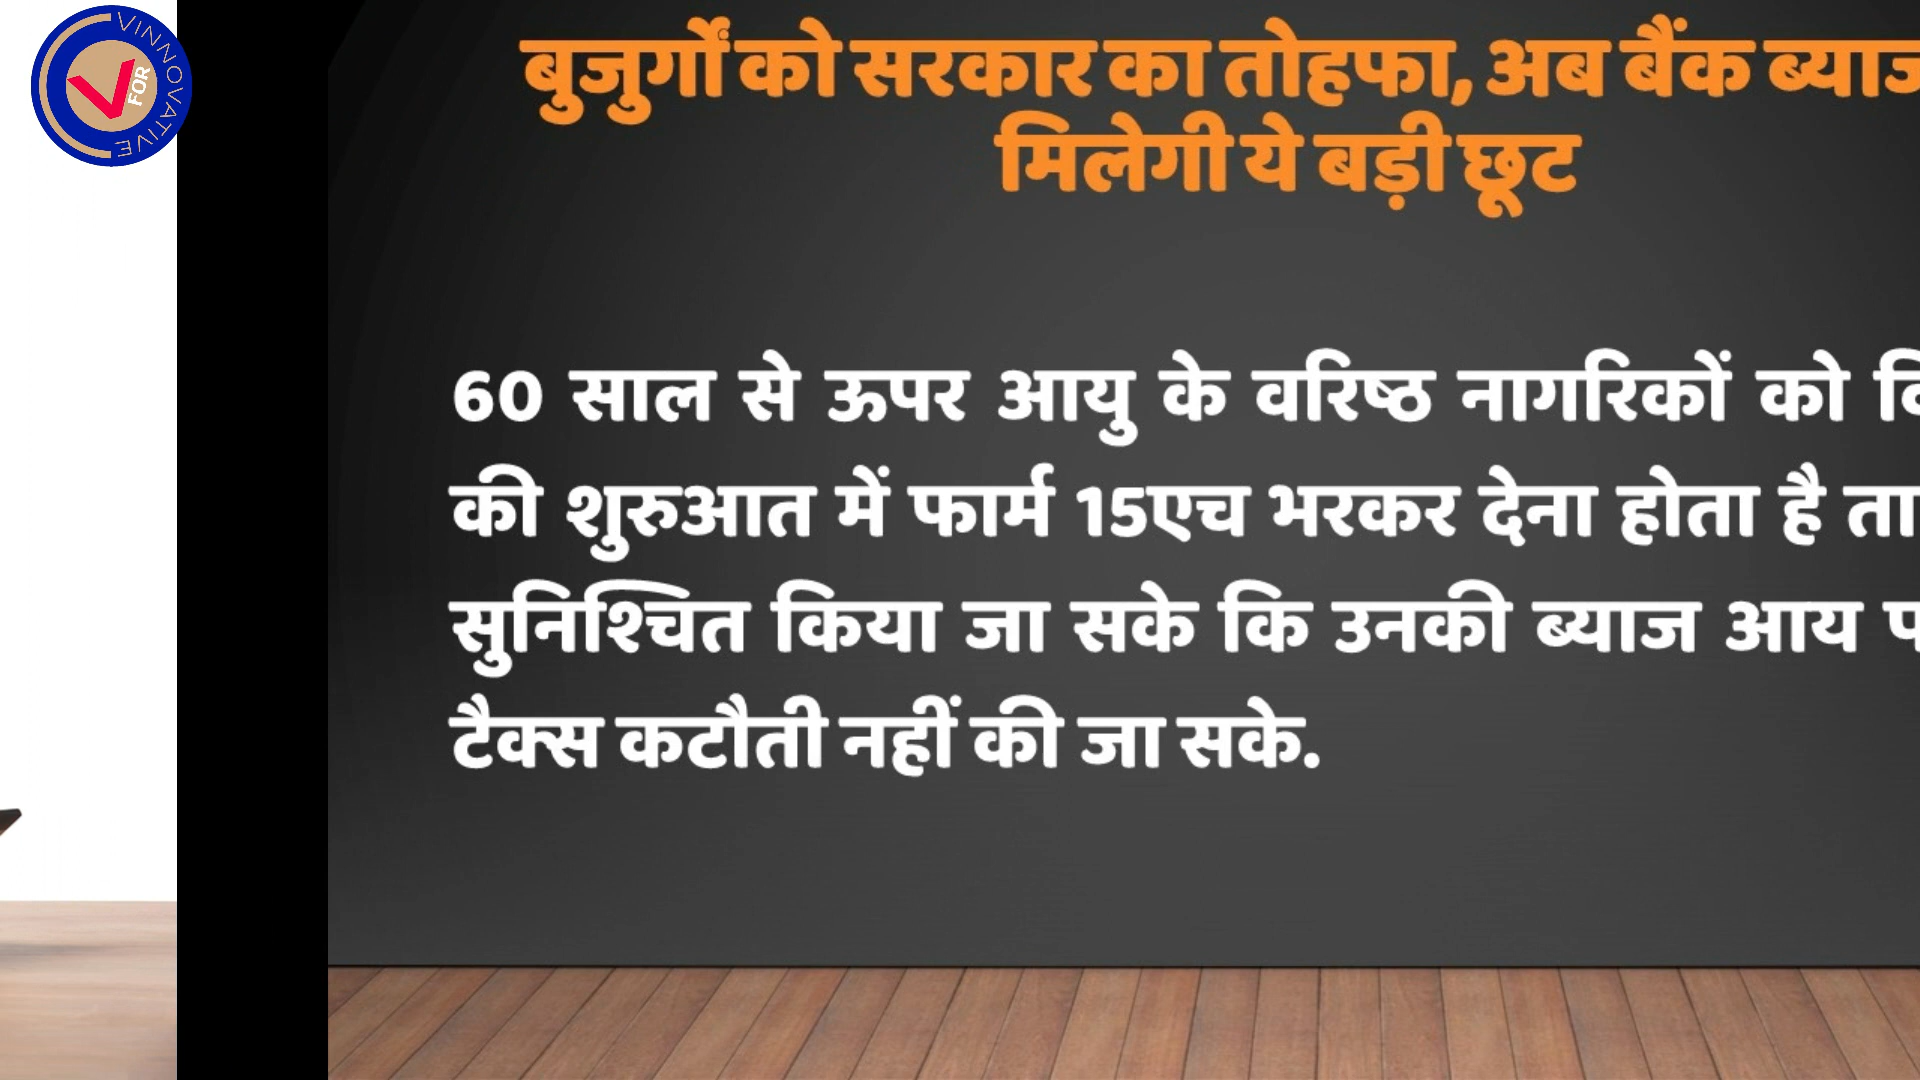 VINNOVATIVE
V FOR
बुजुर्गों को सरकार का तोहफा, अब बैंक ब्याज
मिलेगी ये बड़ी छूट
60 साल से ऊपर आयु के वरिष्ठ नागरिकों को
की शुरुआत में फार्म 15एच भरकर देना होता है
सुनिश्चित किया जा सके कि उनकी ब्याज आय
टैक्स कटौती नहीं की जा सके.